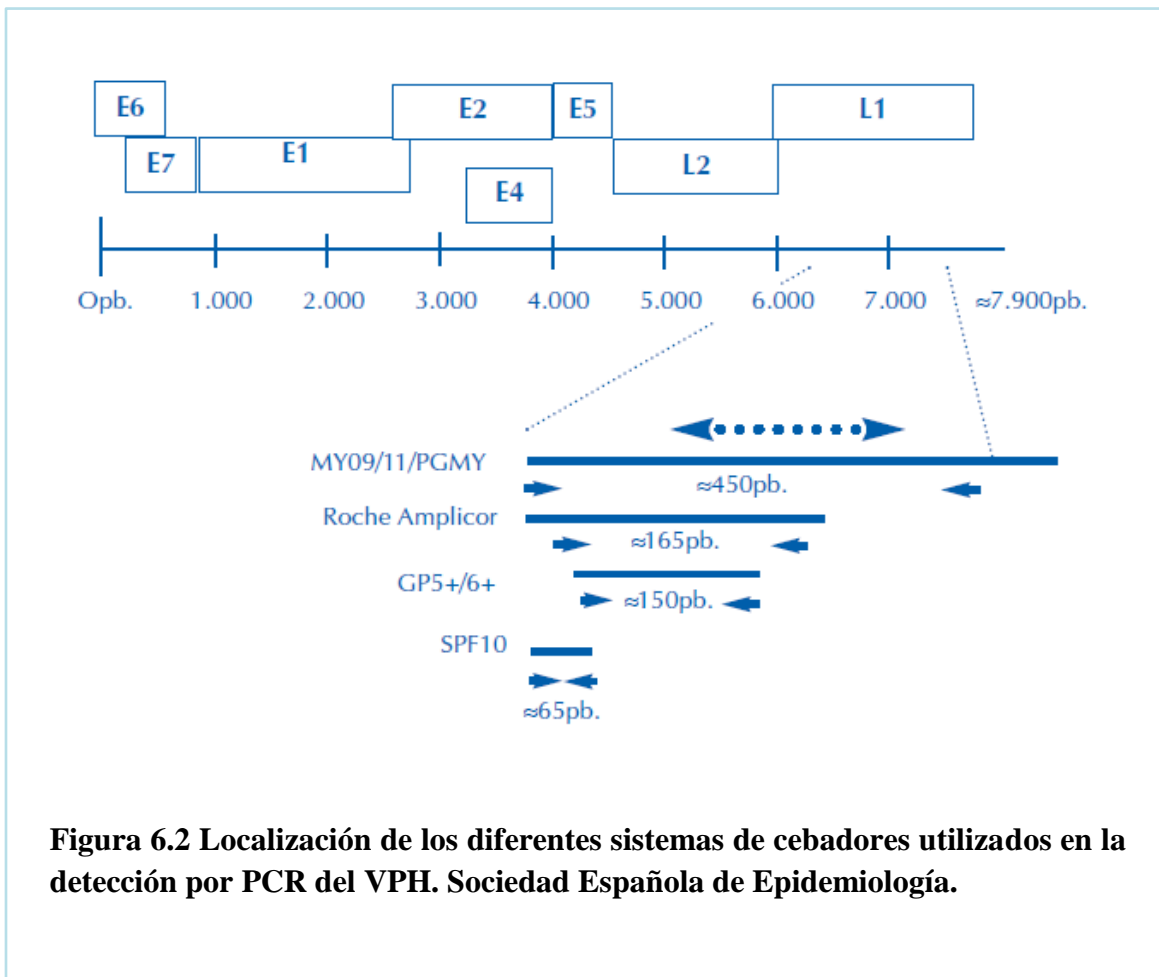 E6
E2
E5
L1
E7
E1
L2
E4
Opb.
1.000
2.000
3.000
4.000
5.000
6.000
7.000
≈7.900pb.
MY09/11/PGMY
≈450pb.
Roche Amplicor
≈165pb.
GP5+/6+
≈150pb.
SPF10
≈65pb.
Figura 6.2 Localización de los diferentes sistemas de cebadores utilizados en la
detección por PCR del VPH. Sociedad Española de Epidemiología.